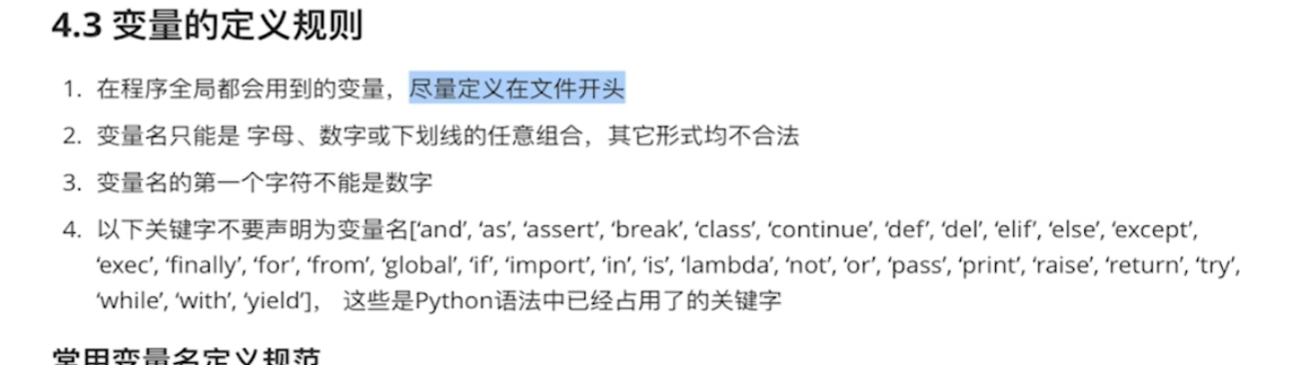 4.3 变量的定义规则
1. 在程序全局都会用到的变量，尽量定义在文件开头
2. 变量名只能是 字母、数字或下划线的任意组合，其它形式均不合法
3. 变量名的第一个字符不能是数字
4. 以下关键字不要声明为变量名[‘and’, ‘as’, ‘assert’, ‘break’, ‘class’, ‘continue’, ‘def’, ‘del’, ‘elif’, ‘else’, ‘except’,
‘exec’, ‘finally’, ‘for’, ‘from’, ‘global’, ‘if’, ‘import’, ‘in’, ‘is’, ‘lambda’, ‘not’, ‘or’, ‘pass’, ‘print’, ‘raise’, ‘return’, ‘try’,
‘while’, ‘with’, ‘yield’]， 这些是Python语法中已经占用了的关键字
常用变量名定义规范